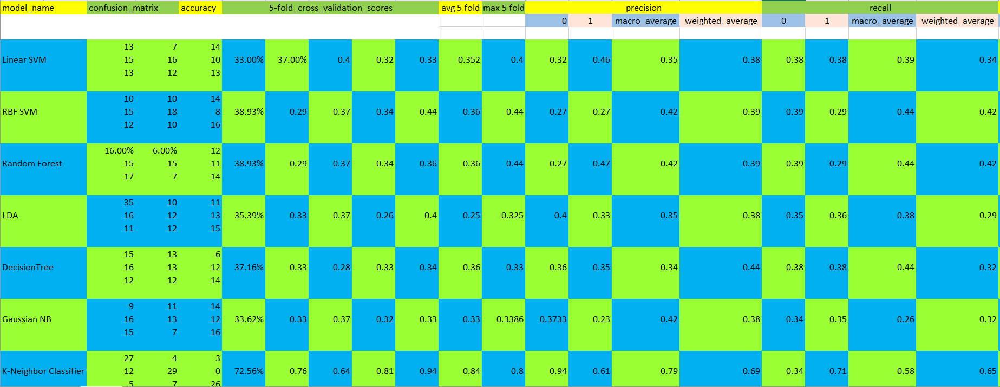 model_name confusion_matrix accuracy 5-fold_cross_validation_scores avg 5 fold max 5 fold precision recall
0 1 macro_average weighted_average 0 1 macro_average weighted_average
13 7 14
Linear SVM 15 16 10 33.00% 37.00% 0.4 0.32 0.33 0.352 0.4 0.32 0.46 0.35 0.38 0.38 0.38 0.39 0.34
13 12 13
10 10 14
RBF SVM 15 18 8 38.93% 0.29 0.37 0.34 0.44 0.36 0.44 0.27 0.27 0.42 0.39 0.39 0.29 0.44 0.42
12 10 16
16.00% 6.00% 12
Random Forest 15 15 11 38.93% 0.29 0.37 0.34 0.36 0.36 0.44 0.27 0.47 0.42 0.39 0.39 0.29 0.44 0.42
17 7 14
35 10 11
LDA 16 12 13 35.39% 0.33 0.37 0.26 0.4 0.25 0.325 0.4 0.33 0.35 0.38 0.35 0.36 0.38 0.29
11 12 15
15 13 6
DecisionTree 16 13 12 37.16% 0.33 0.28 0.33 0.34 0.36 0.33 0.36 0.35 0.34 0.44 0.38 0.38 0.44 0.32
12 12 14
9 11 14
Gaussian NB 16 13 12 33.62% 0.33 0.37 0.32 0.33 0.33 0.3386 0.3733 0.23 0.42 0.38 0.34 0.35 0.26 0.32
15 7 16
27 4 3
K-Neighbor Classifier 12 29 0 72.56% 0.76 0.64 0.81 0.94 0.84 0.8 0.94 0.61 0.79 0.69 0.34 0.71 0.58 0.65
5 7 26